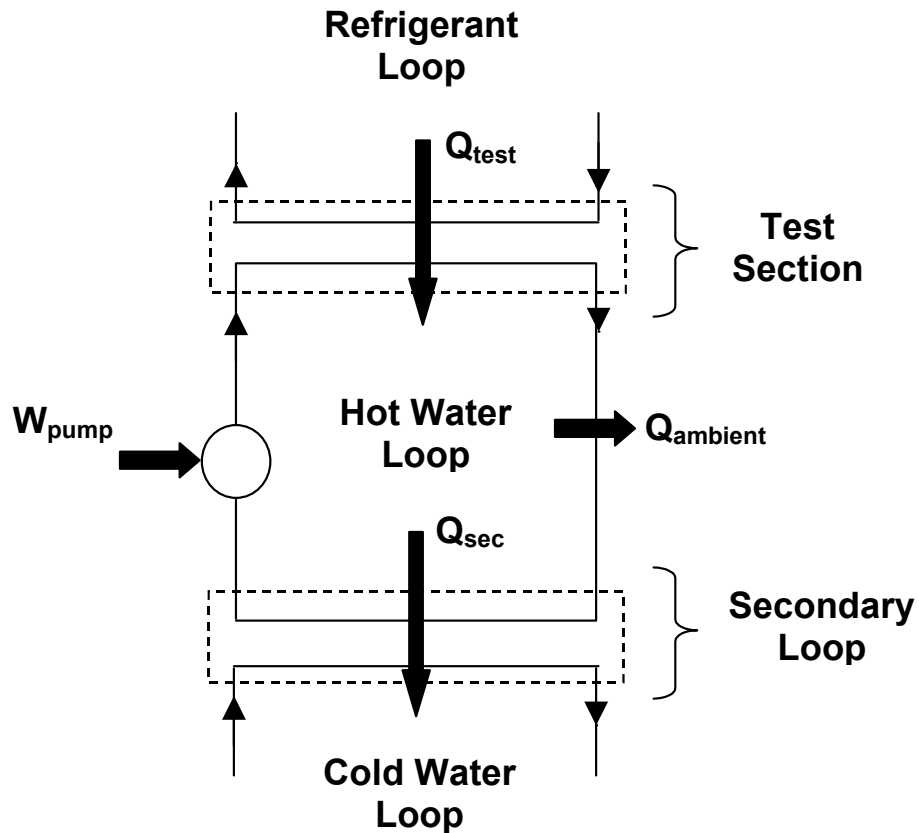 Refrigerant
Loop
Qtest
Test
Section
Wpump
Hot Water
Loop
Qambient
Qsec
Secondary
Loop
Cold Water
Loop